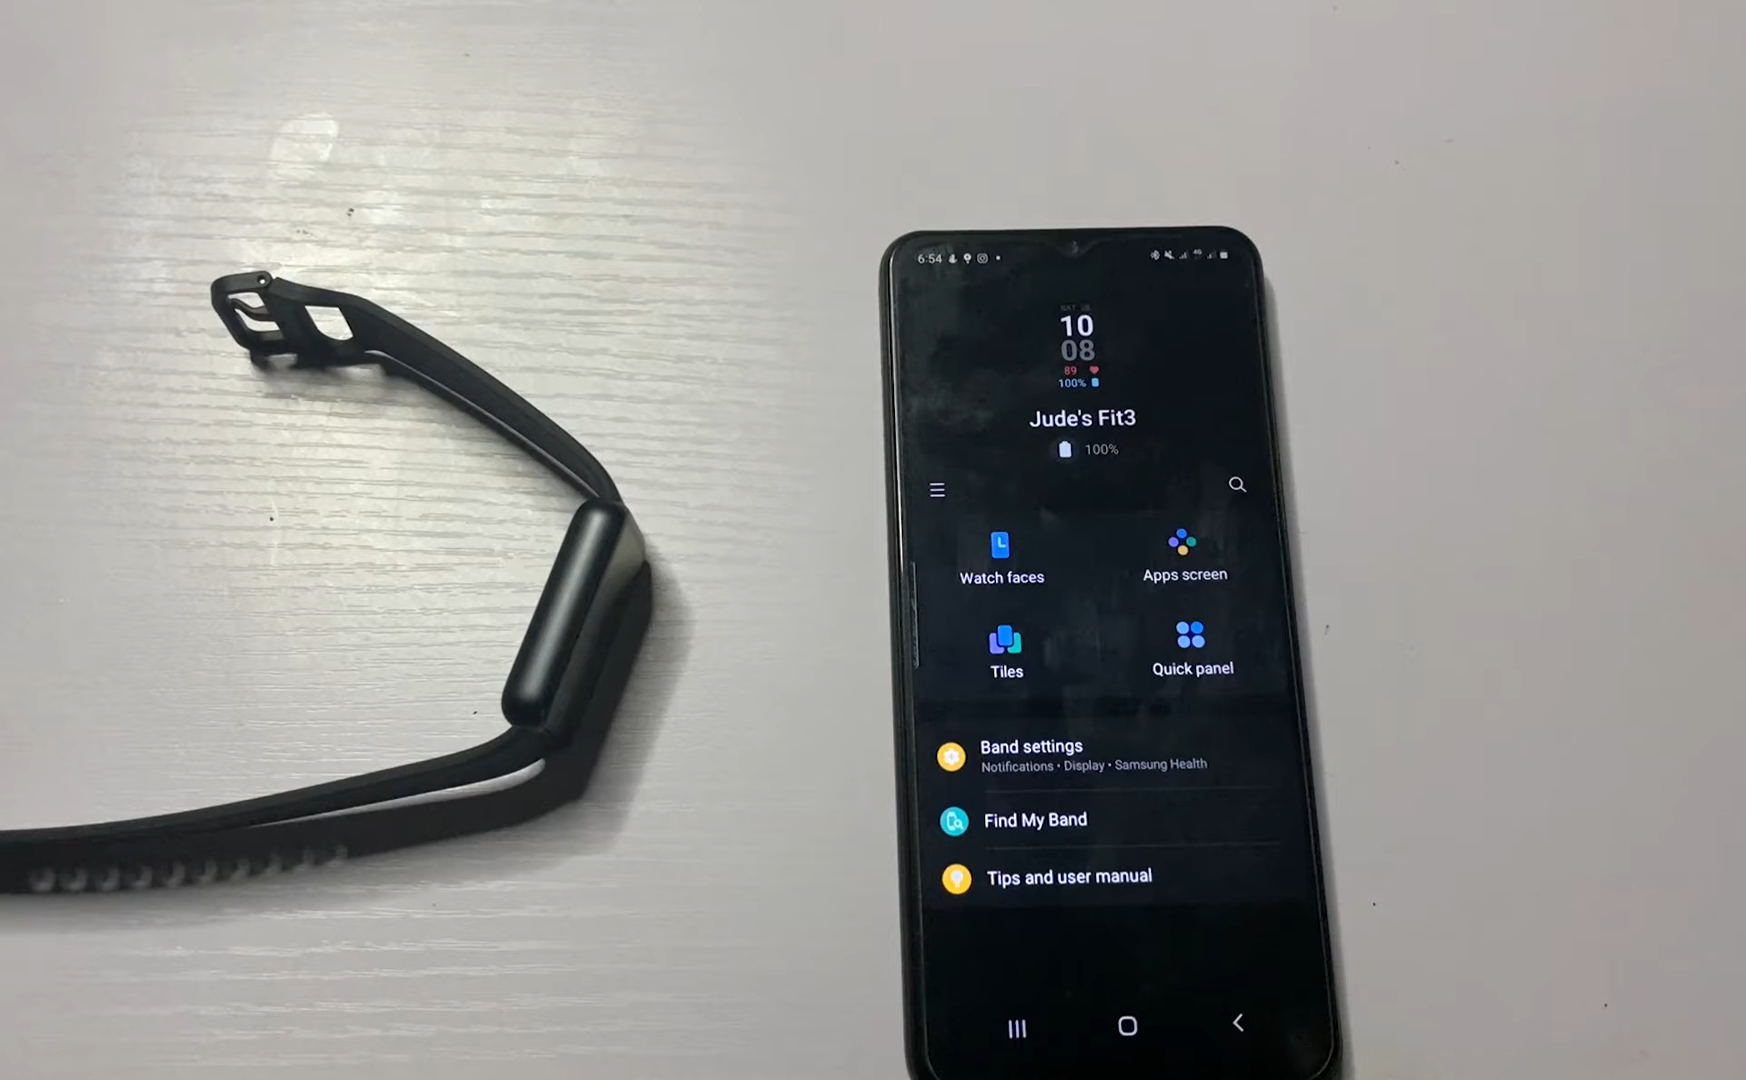 6:54
4G
10
08
89
100%
Jude's Fit3
100%
Watch faces
Apps screen
Tiles
Quick panel
Band settings
Notifications • Display • Samsung Health
Find My Band
Tips and user manual